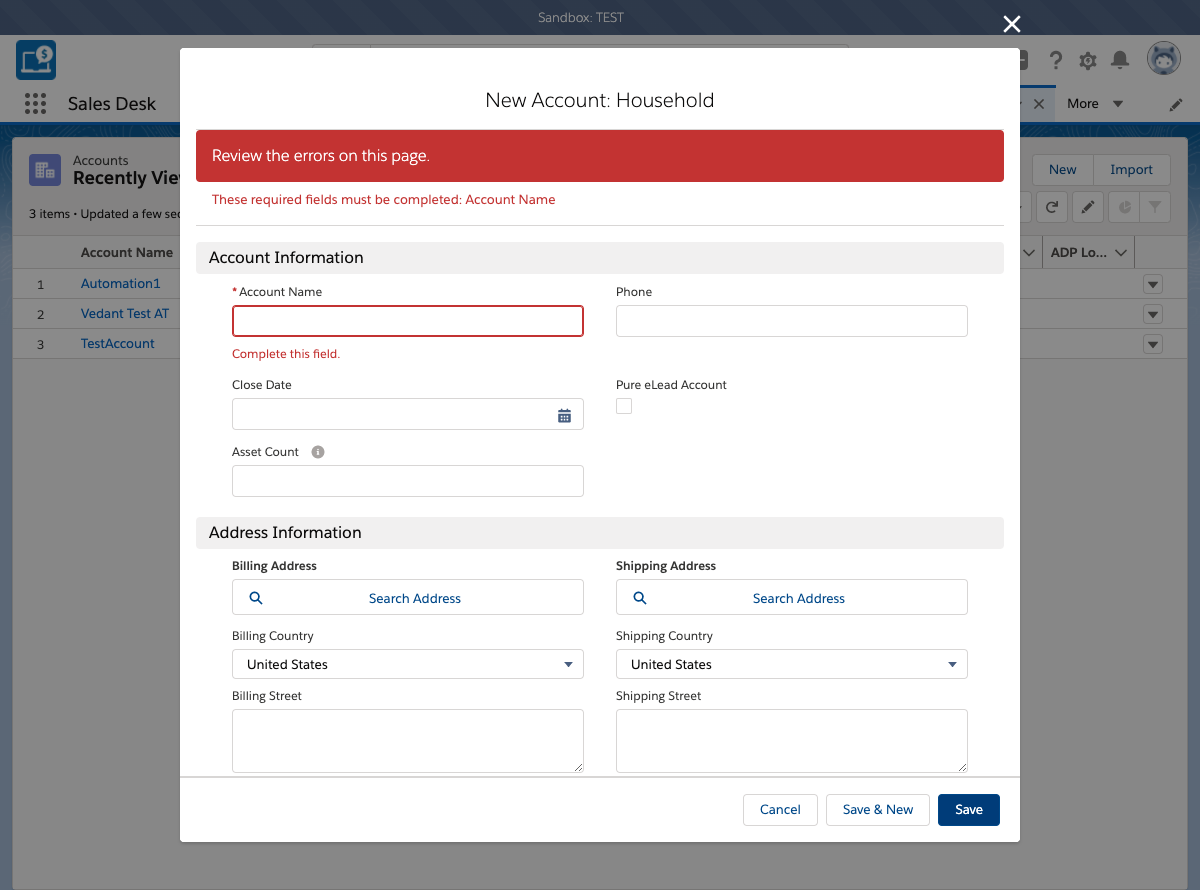 Sandbox: TEST
Sales Desk
More
New Account: Household
Review the errors on this page.
These required fields must be completed: Account Name
Accounts
Recently Vie
New
Import
3 items • Updated a few sec
Account Name
ADP Lo...
1
Automation1
2
Vedant Test AT
3
TestAccount
Account Information
*Account Name
Phone
Complete this field.
Close Date
Pure eLead Account
Asset Count
Address Information
Billing Address
Shipping Address
Search Address
Search Address
Billing Country
Shipping Country
United States
United States
Billing Street
Shipping Street
Cancel
Save & New
Save